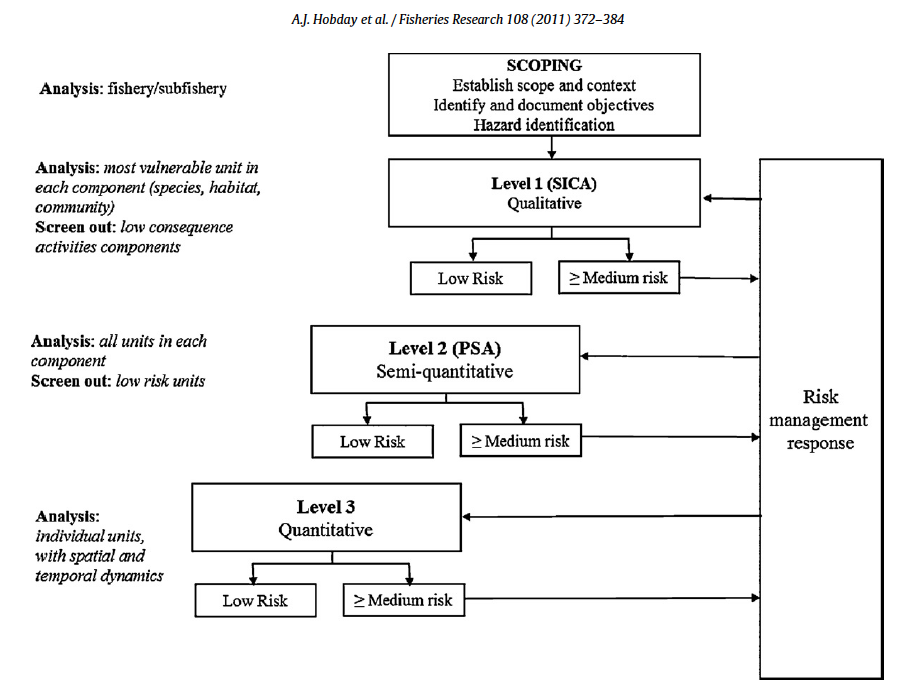 A.J. Hobday et al. / Fisheries Research 108 (2011) 372–384
Analysis: fishery/subfishery
SCOPING
Establish scope and context
Identify and document objectives
Hazard identification
Analysis: most vulnerable unit in
each component (species, habitat,
community)
Screen out: low consequence
activities components
Level 1 (SICA)
Qualitative
Low Risk
≥ Medium risk
Analysis: all units in each
component
Screen out: low risk units
Level 2 (PSA)
Semi-quantitative
Low Risk
≥ Medium risk
Risk
management
response
Analysis:
individual units,
with spatial and
temporal dynamics
Level 3
Quantitative
Low Risk
≥ Medium risk